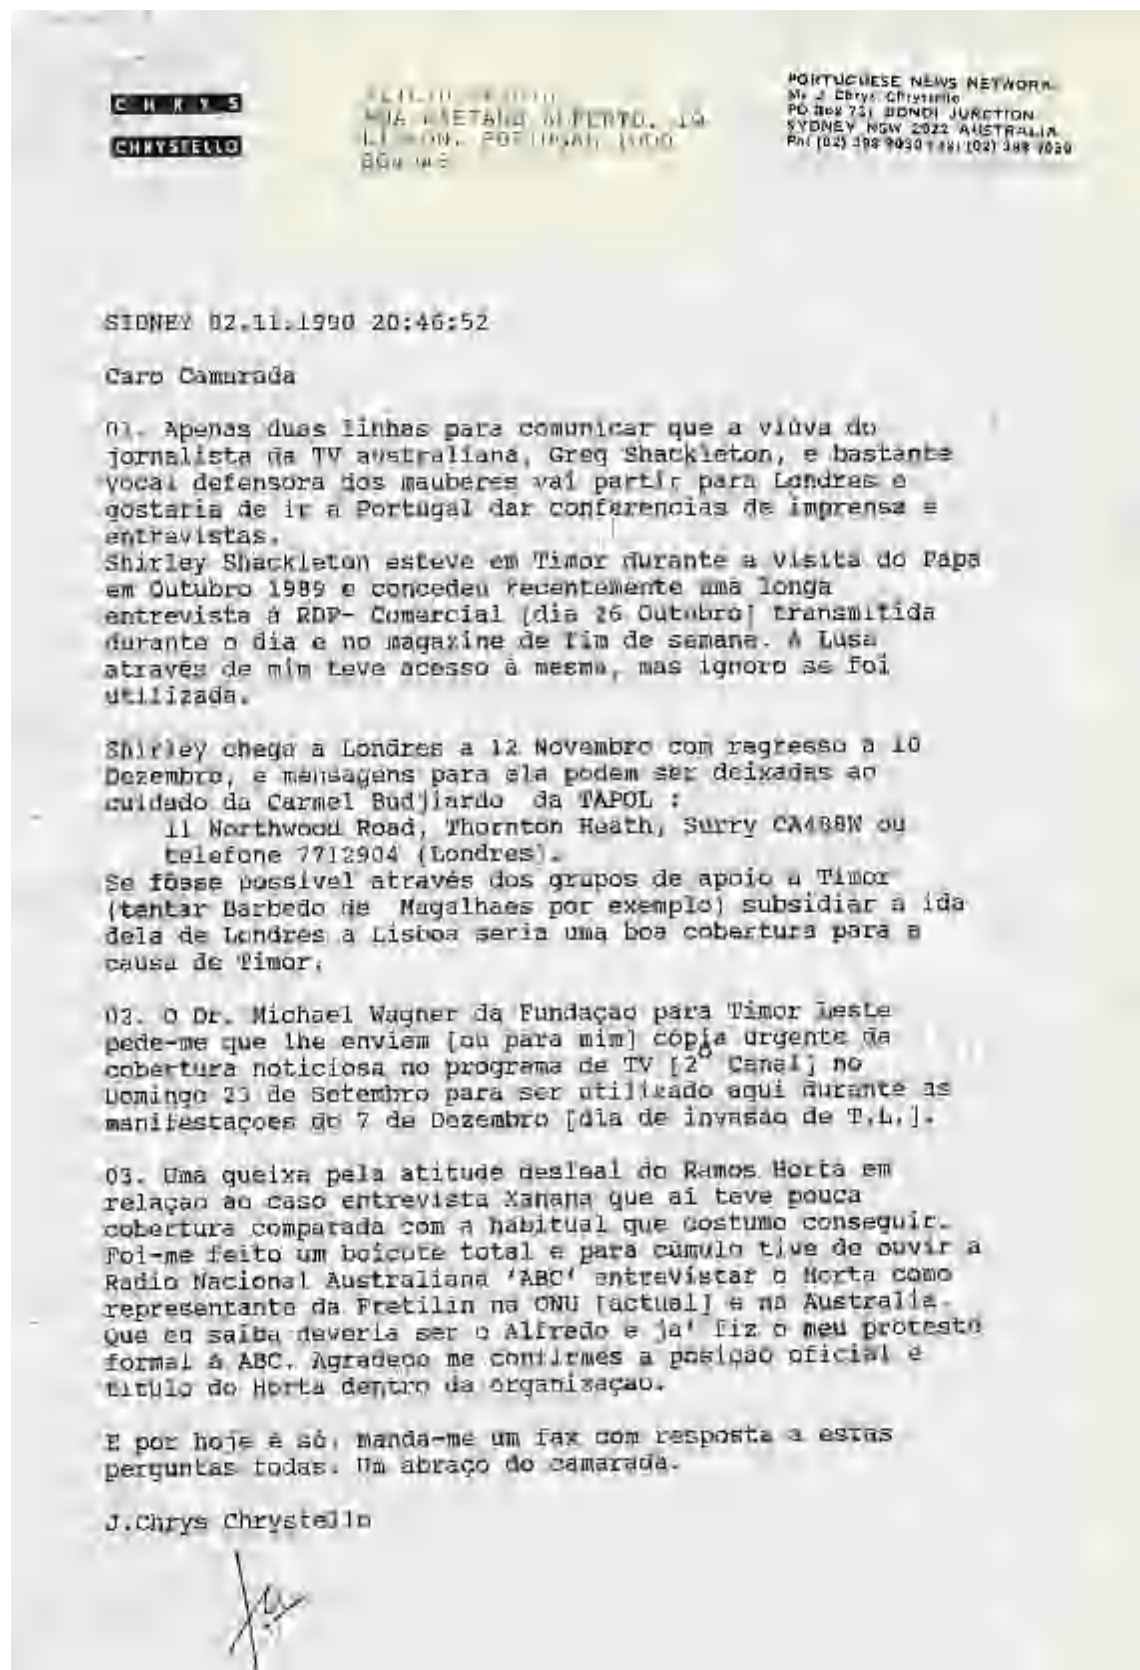 CHRYS
CHRYSTELLO
LISBON, PORTUGAL 1000
PORTUGUESE NEWS NETWORK
Mr J Chrys Chrystello
PO Box 731 BONDI JUNCTION
SYDNEY NSW 2022 AUSTRALIA
SIDNEY 02.11.1990 20:46:52
Caro Camarada
01. Apenas duas linhas para comunicar que a viúva do
jornalista da TV australiana, Greg Shackleton, e bastante
vocal defensora dos mauberes vai partir para Londres e
gostaria de ir a Portugal dar conferencias de imprensa e
entrevistas.
Shirley Shackleton esteve em Timor durante a visita do Papa
em Outubro 1989 e concedeu recentemente uma longa
entrevista à RDP- Comercial [dia 26 Outubro] transmitida
durante o dia e no magazine de fim de semana. A Lusa
através de mim teve acesso à mesma, mas ignoro se foi
utilizada.
Shirley chega a Londres a 12 Novembro com regresso a 10
Dezembro, e mensagens para ela podem ser deixadas ao
cuidado da Carmel Budjiardo da TAPOL :
11 Northwood Road, Thornton Heath, Surry CA488W ou
telefone 7712904 (Londres).
Se fôsse possivel através dos grupos de apoio a Timor
(tentar Barbedo de Magalhaes por exemplo) subsidiar a ida
dela de Londres a Lisboa seria uma boa cobertura para a
causa de Timor.
02. O Dr. Michael Wagner da Fundaçao para Timor Leste
pede-me que lhe enviem [ou para mim] cópia urgente da
cobertura noticiosa no programa de TV [2º Canal] no
Domingo 23 de Setembro para ser utilizado aqui durante as
manifestaçoes do 7 de Dezembro [dia de invasão de T.L.].
03. Uma queixa pela atitude desleal do Ramos Horta em
relaçao ao caso entrevista Xanana que aí teve pouca
cobertura comparada com a habitual que costumo conseguir.
Foi-me feito um boicote total e para cúmulo tive de ouvir a
Radio Nacional Australiana 'ABC' entrevistar o Horta como
representante da Fretilin na ONU [actual] e na Australia.
Que eu saiba deveria ser o Alfredo e ja' fiz o meu protesto
formal à ABC. Agradeço me confirmes a posiçao oficial e
titulo do Horta dentro da organizaçao.
E por hoje é só, manda-me um fax com resposta a estas
perguntas todas. Um abraço do camarada.
J.Chrys Chrystello